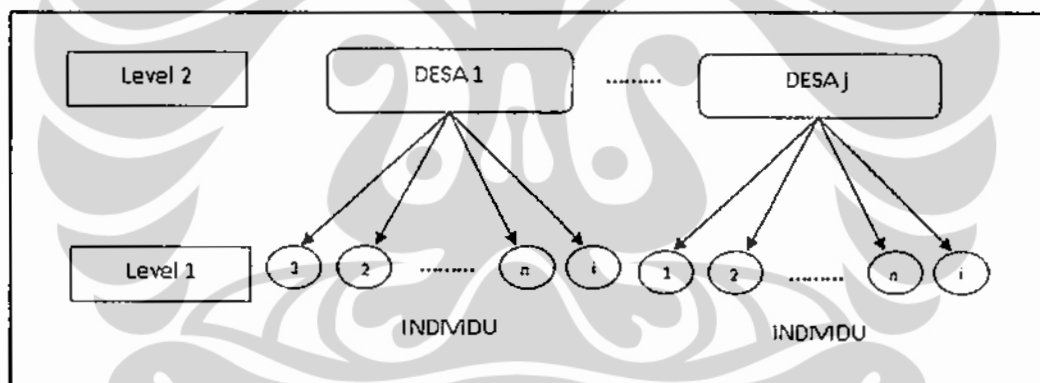 Level 2 DESA 1 ......... DESA j
Level 1 3 2 ......... n i 1 2 ......... n i
INDIVIDU INDIVIDU